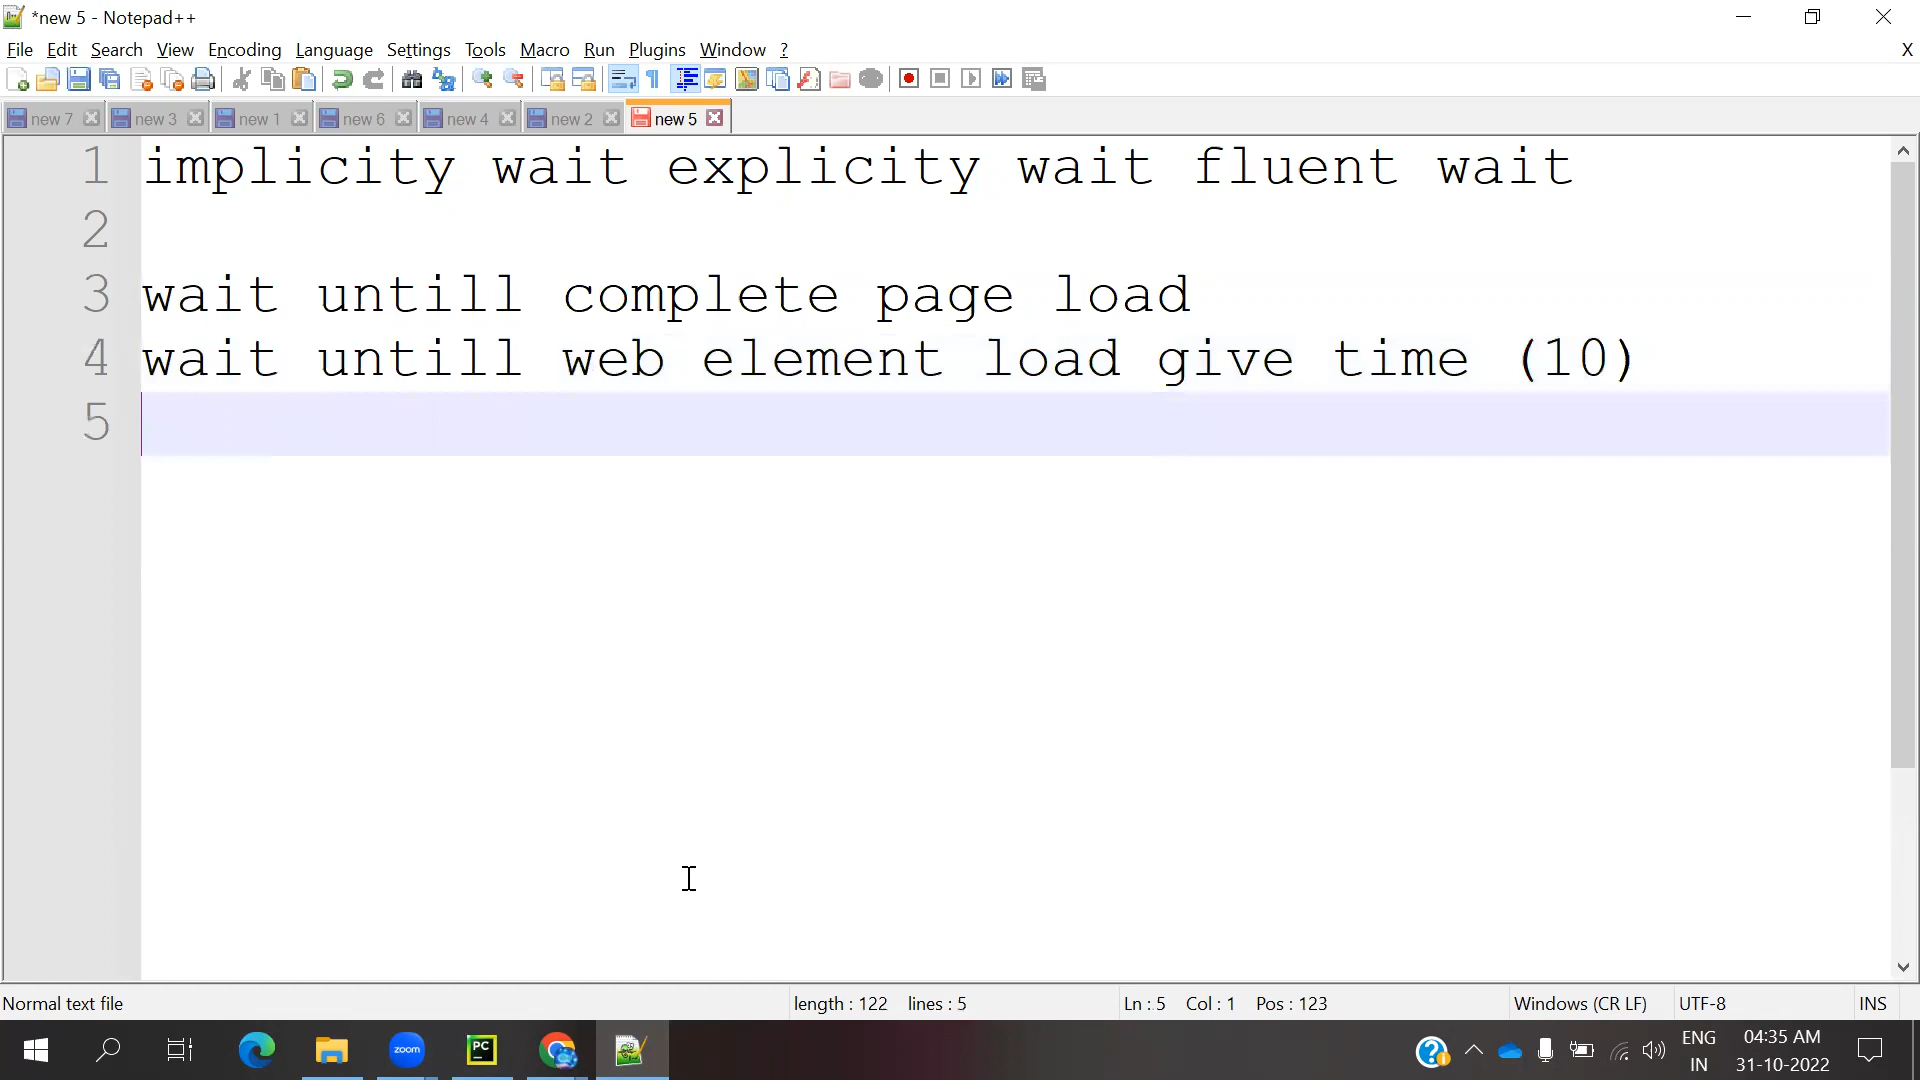 *new 5 - Notepad++
File Edit Search View Encoding Language Settings Tools Macro Run Plugins Window ? X
new 7 new 3 new 1 new 6 new 4 new 2 new 5
1 implicity wait explicity wait fluent wait
2
3 wait untill complete page load
4 wait untill web element load give time (10)
5
Normal text file length : 122 lines : 5 Ln : 5 Col : 1 Pos : 123 Windows (CR LF) UTF-8 INS
zoom PC ENG 04:35 AM
IN 31-10-2022